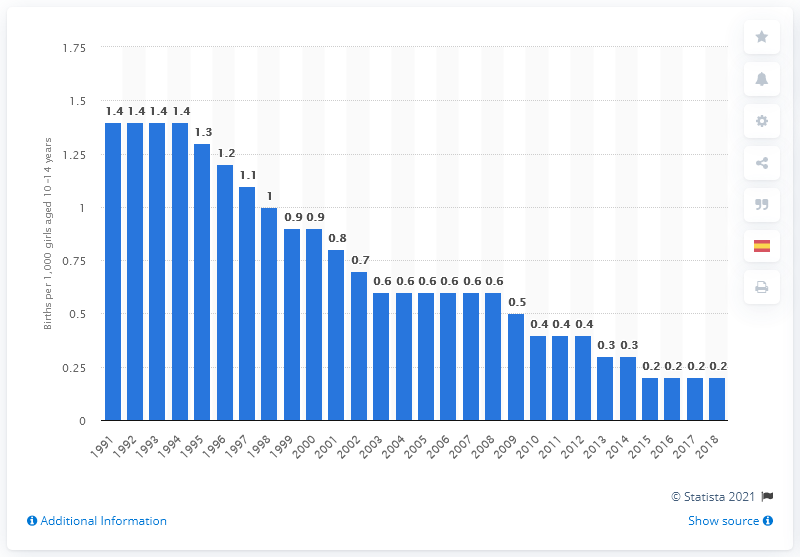 1.75
1.5
1.25
1
0.75
0.5
0.25
0
Births per 1,000 girls aged 10-14 years
1.4 1.4 1.4 1.4 1.3 1.2 1.1 1 0.9 0.9 0.8 0.7 0.6 0.6 0.6 0.6 0.6 0.6 0.5 0.4 0.4 0.4 0.3 0.3 0.2 0.2 0.2 0.2
1991 1992 1993 1994 1995 1996 1997 1998 1999 2000 2001 2002 2003 2004 2005 2006 2007 2008 2009 2010 2011 2012 2013 2014 2015 2016 2017 2018
© Statista 2021
Additional Information
Show source